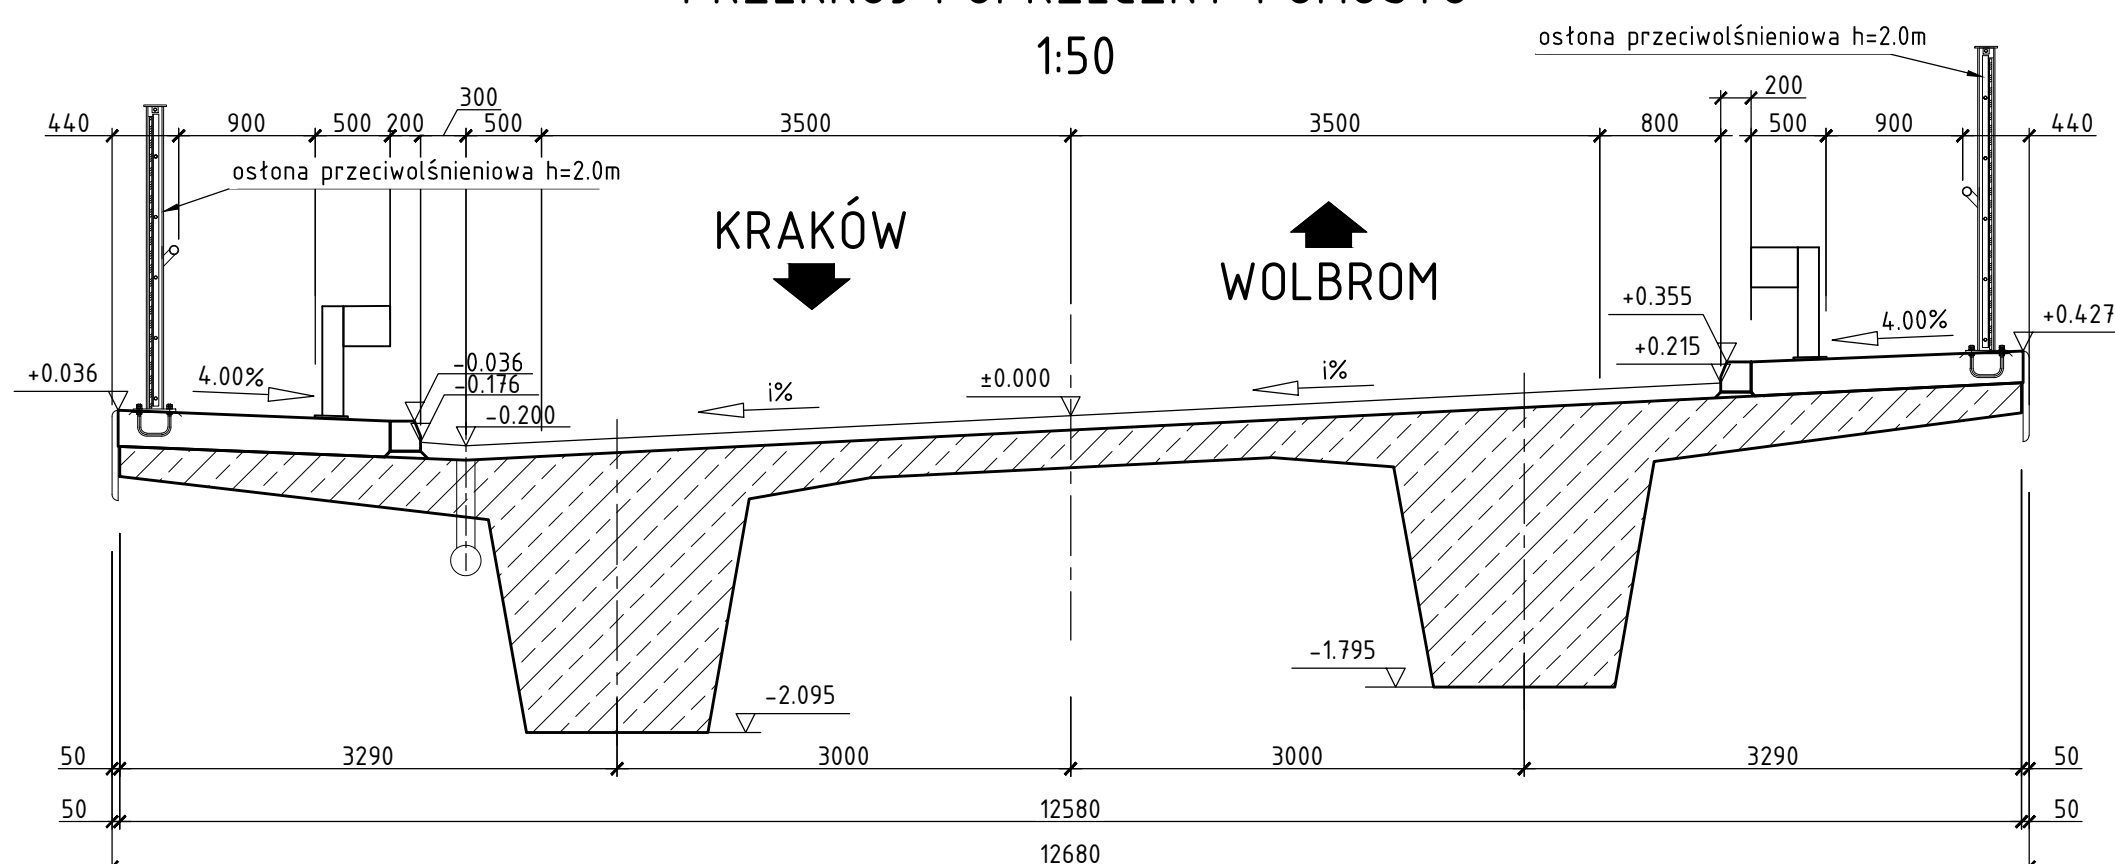 1:50
osłona przeciwolśnieniowa h=2.0m
300
200
440 900 500 200 500 3500 3500 800 500 900 440
osłona przeciwolśnieniowa h=2.0m
KRAKÓW
WOLBROM
+0.355
+0.427
4.00%
+0.215
-0.036
+0.036
4.00%
-0.176
±0.000
i%
i%
-0.200
-1.795
-2.095
50 3290 3000 3000 3290 50
50 12580 50
12680